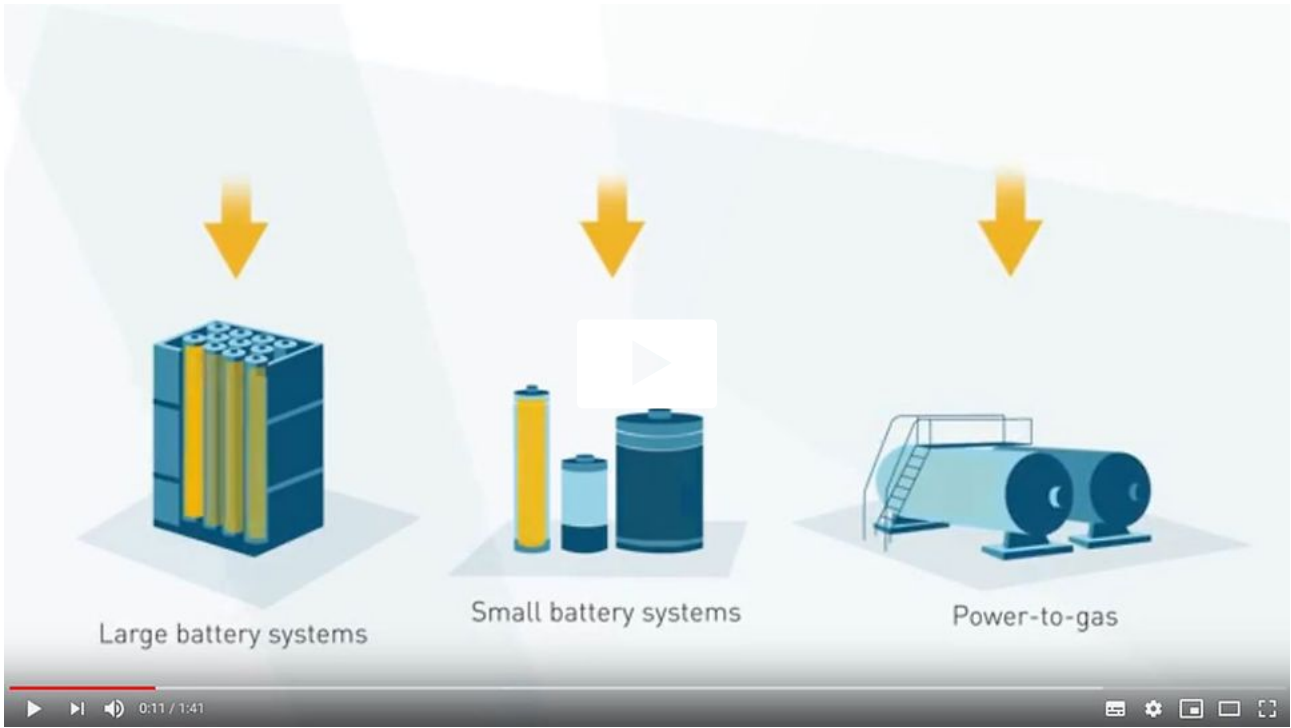 Large battery systems
Small battery systems
Power-to-gas
0:11 / 1:41